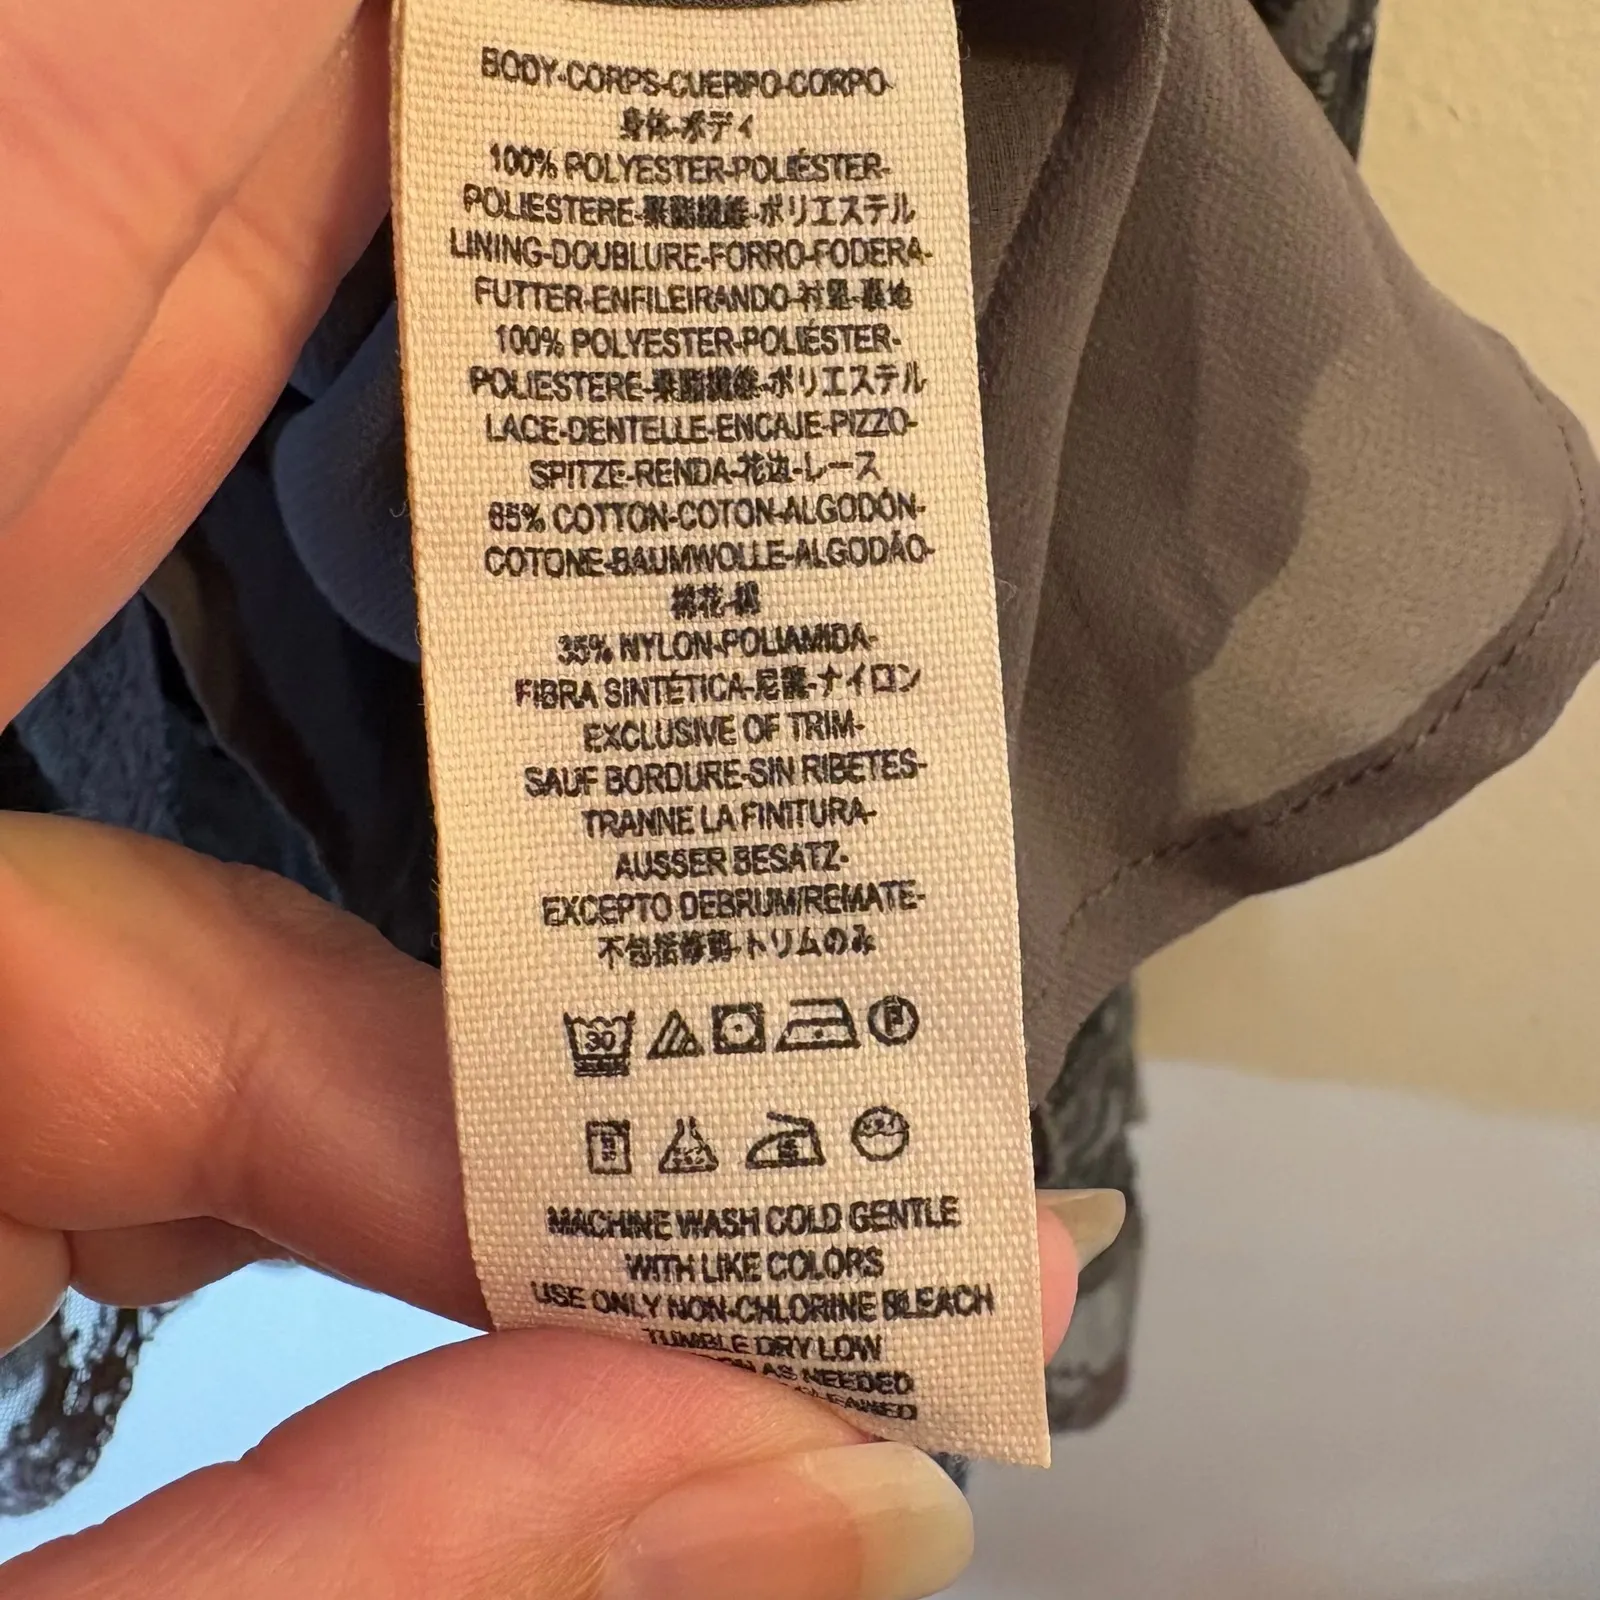 BODY-CORPS-CUERPO-CORPO-
身体-ボディ
100% POLYESTER-POLIÉSTER-
POLIESTERE-聚酯纖維-ポリエステル
LINING-DOUBLURE-FORRO-FODERA-
FUTTER-ENFILEIRANDO-衬里-裏地
100% POLYESTER-POLIÉSTER-
POLIESTERE-聚酯纖維-ポリエステル
LACE-DENTELLE-ENCAJE-PIZZO-
SPITZE-RENDA-花边-レース
65% COTTON-COTON-ALGODÓN-
COTONE-BAUMWOLLE-ALGODÃO-
棉花-綿
35% NYLON-POLIAMIDA-
FIBRA SINTÉTICA-尼龍-ナイロン
EXCLUSIVE OF TRIM-
SAUF BORDURE-SIN RIBETES-
TRANNE LA FINITURA-
AUSSER BESATZ-
EXCEPTO DEBRUM/REMATE-
不包括修剪-トリムのみ
30 P
30
MACHINE WASH COLD GENTLE
WITH LIKE COLORS
USE ONLY NON-CHLORINE BLEACH
TUMBLE DRY LOW
AS NEEDED